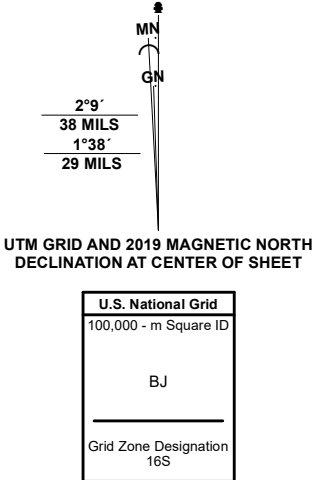 MN
GN
2°9´
38 MILS
1°38´
29 MILS
UTM GRID AND 2019 MAGNETIC NORTH
DECLINATION AT CENTER OF SHEET
U.S. National Grid
100,000 - m Square ID
BJ
Grid Zone Designation
16S